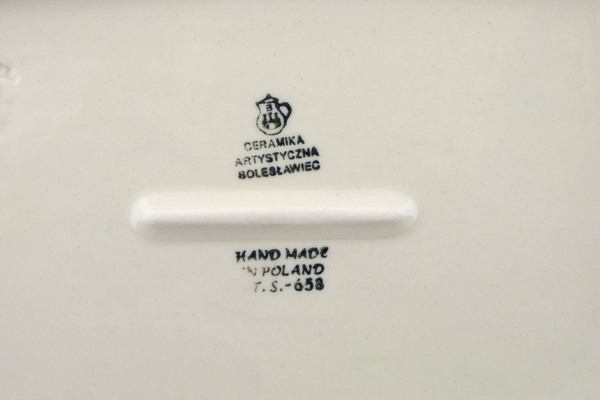 CERAMIKA
ARTYSTYCZNA
BOLESŁAWIEC
HAND MADE
IN POLAND
T. S.-658